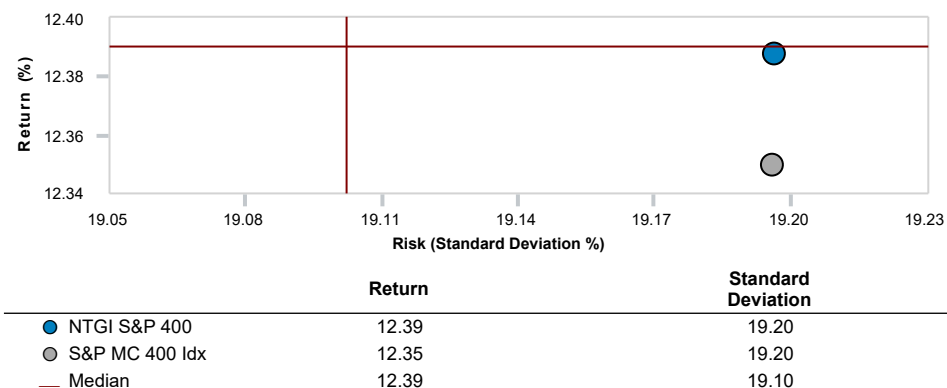 12.40
12.38
12.36
12.34
Return (%)
19.05 19.08 19.11 19.14 19.17 19.20 19.23
Risk (Standard Deviation %)
Return Standard Deviation
NTGI S&P 400 12.39 19.20
S&P MC 400 Idx 12.35 19.20
Median 12.39 19.10